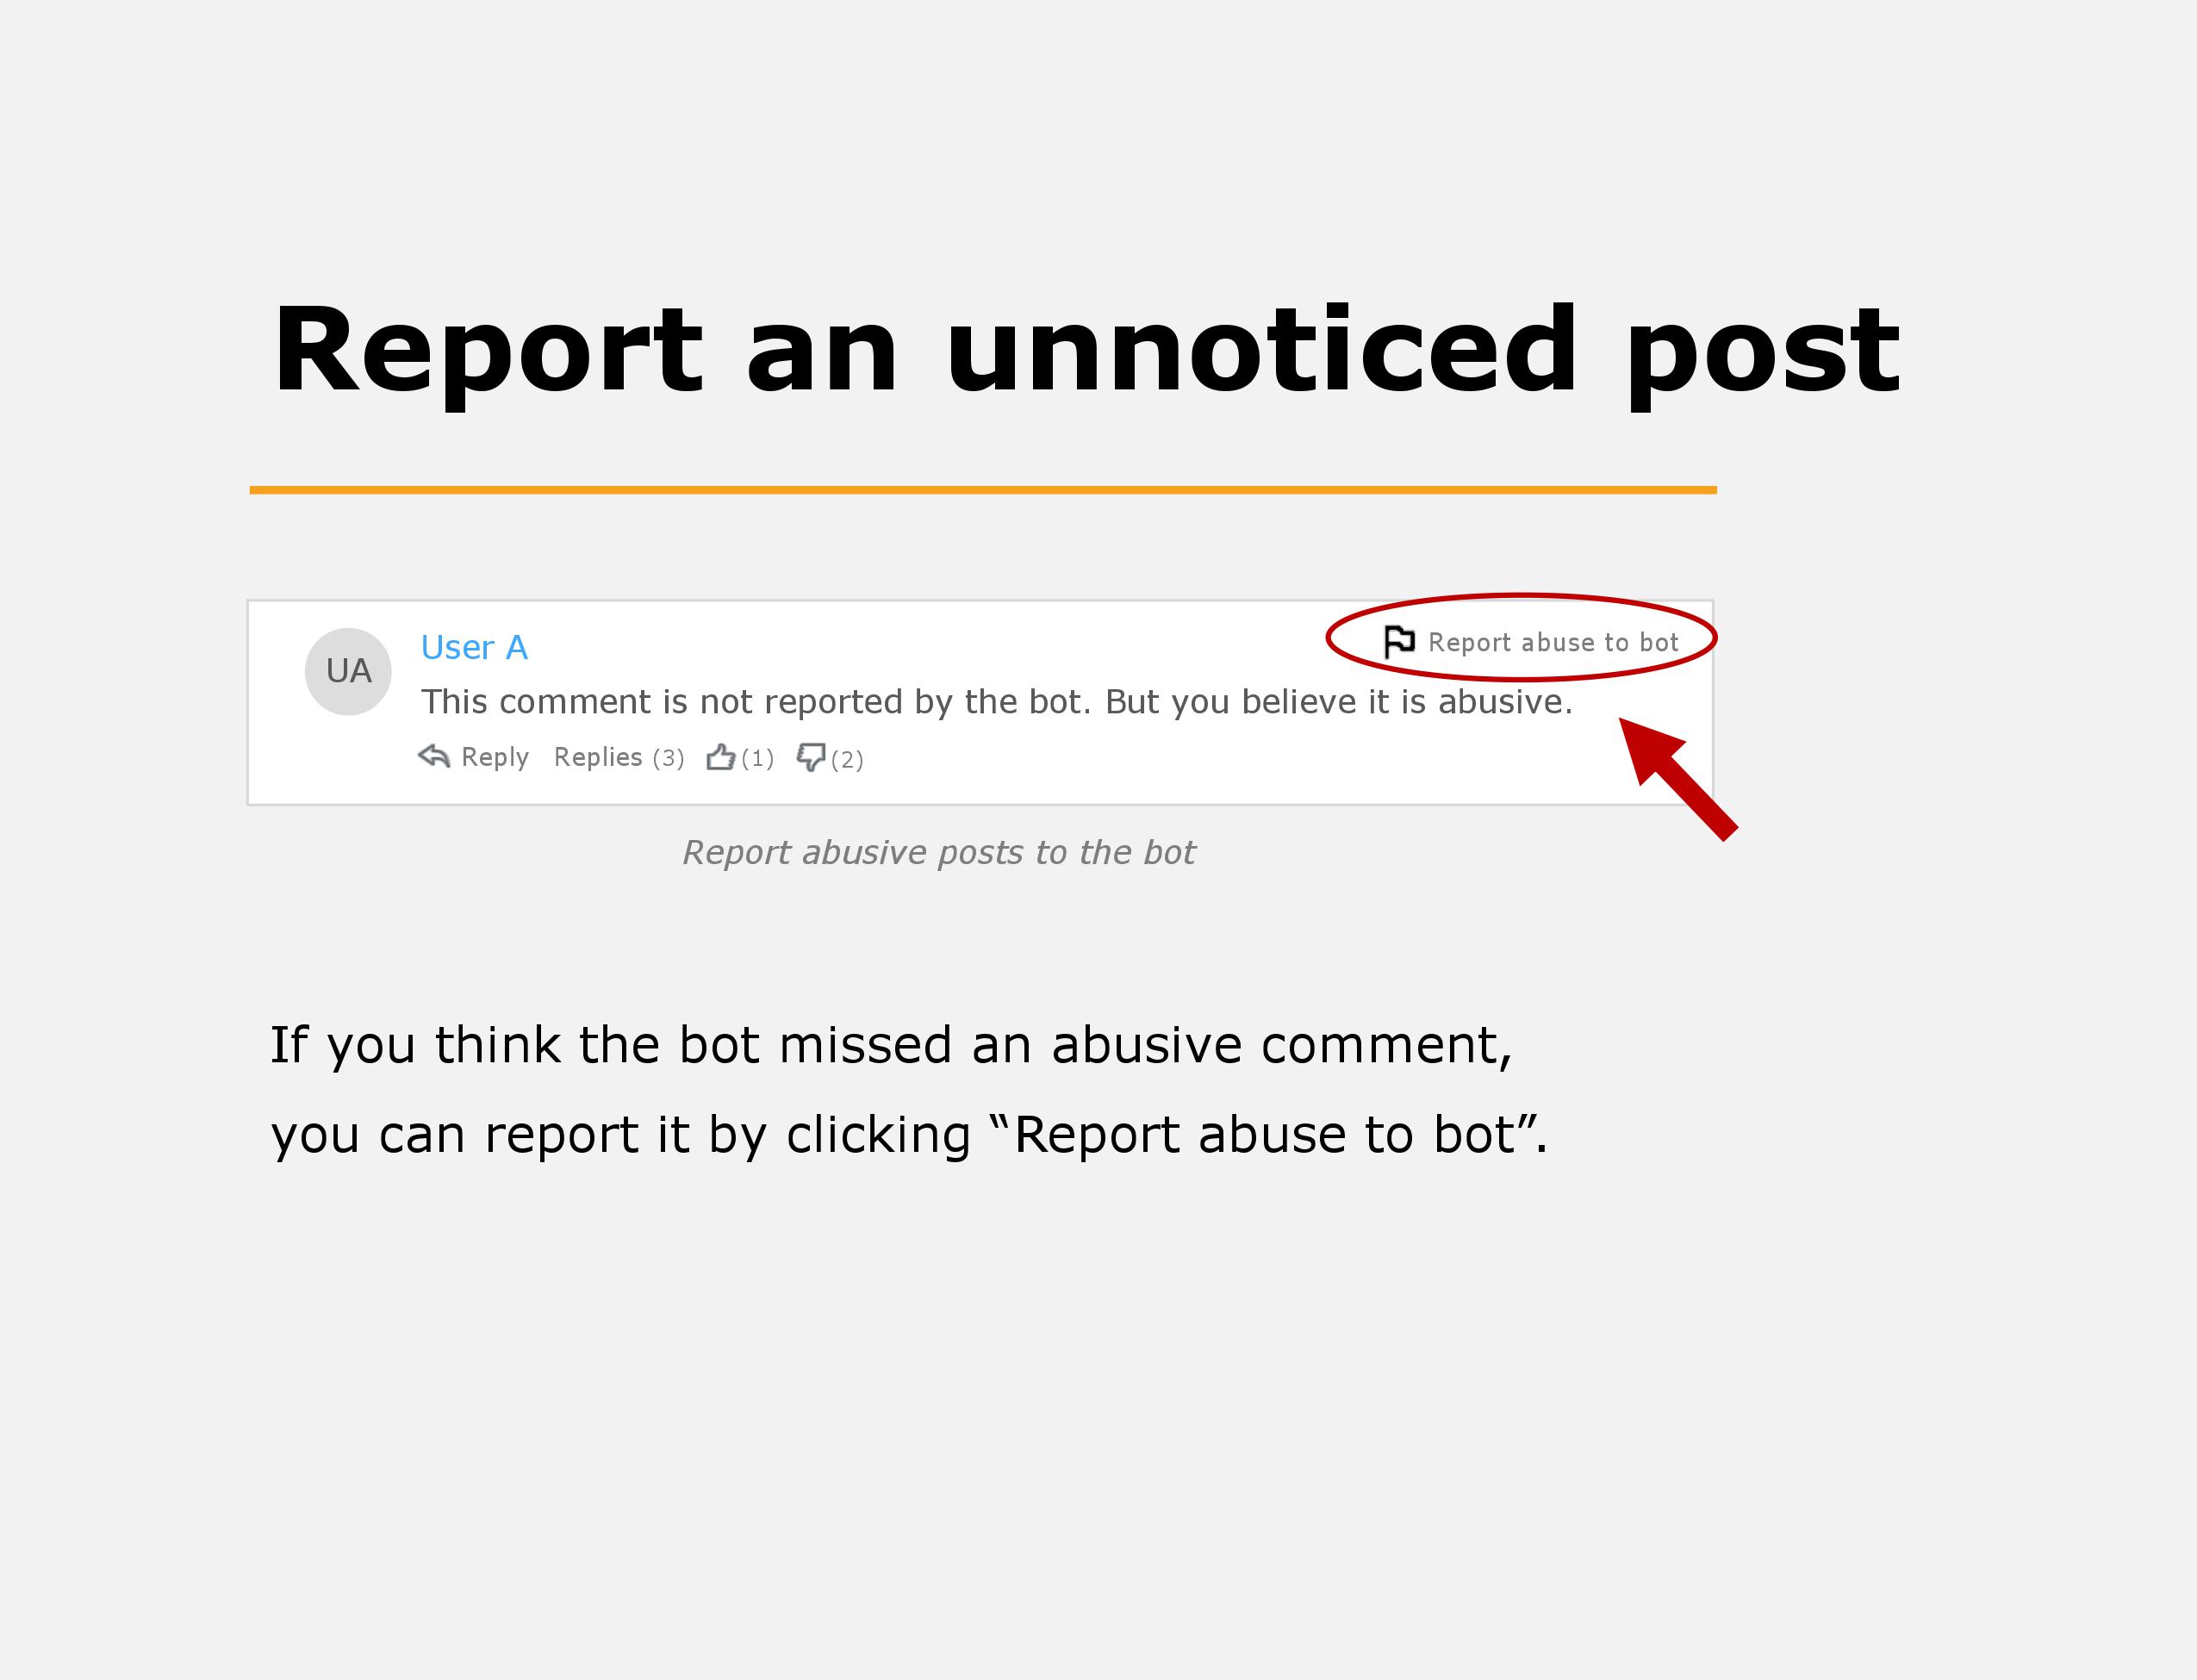 Report an unnoticed post
User A
Report abuse to bot
UA
This comment is not reported by the bot. But you believe it is abusive.
Reply Replies (3) (1) (2)
Report abusive posts to the bot
If you think the bot missed an abusive comment,
you can report it by clicking “Report abuse to bot”.